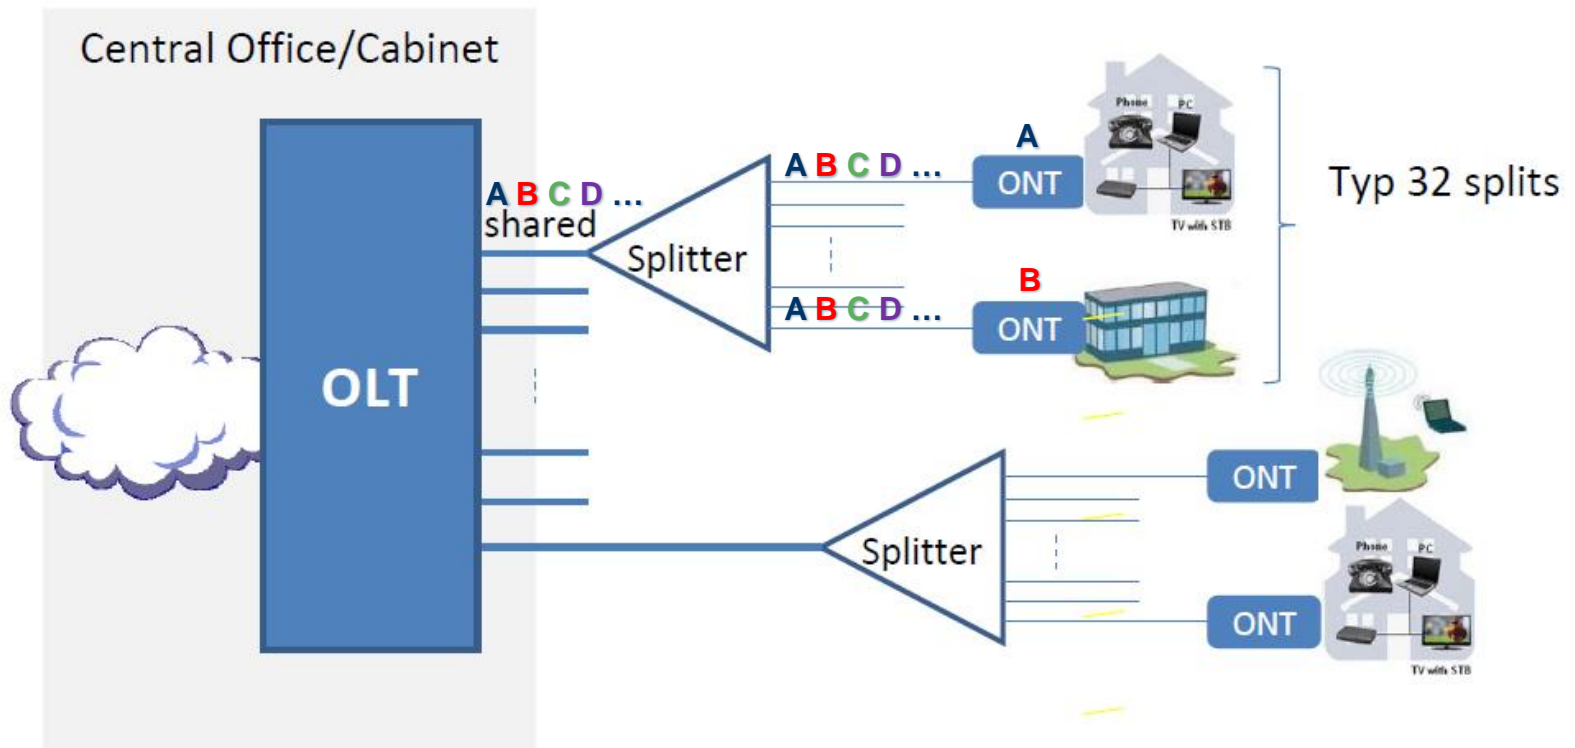 Central Office/Cabinet
OLT
A B C D ...
shared
Splitter
A B C D ...
A
ONT
Phone PC
TV with STB
Typ 32 splits
A B C D ...
B
ONT
Splitter
ONT
ONT
Phone PC
TV with STB